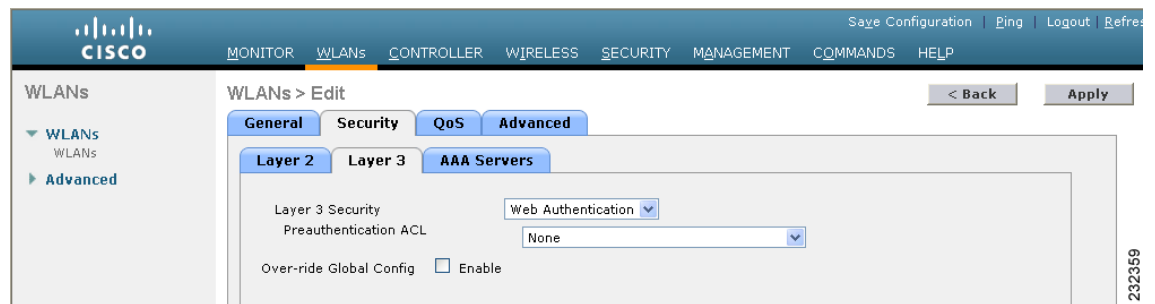 Save Configuration | Ping | Logout | Refres
CISCO
MONITOR WLANs CONTROLLER WIRELESS SECURITY MANAGEMENT COMMANDS HELP
WLANs
WLANs > Edit
< Back Apply
WLANs
WLANs
Advanced
General Security QoS Advanced
Layer 2 Layer 3 AAA Servers
Layer 3 Security Web Authentication
Preauthentication ACL None
Over-ride Global Config Enable
232359